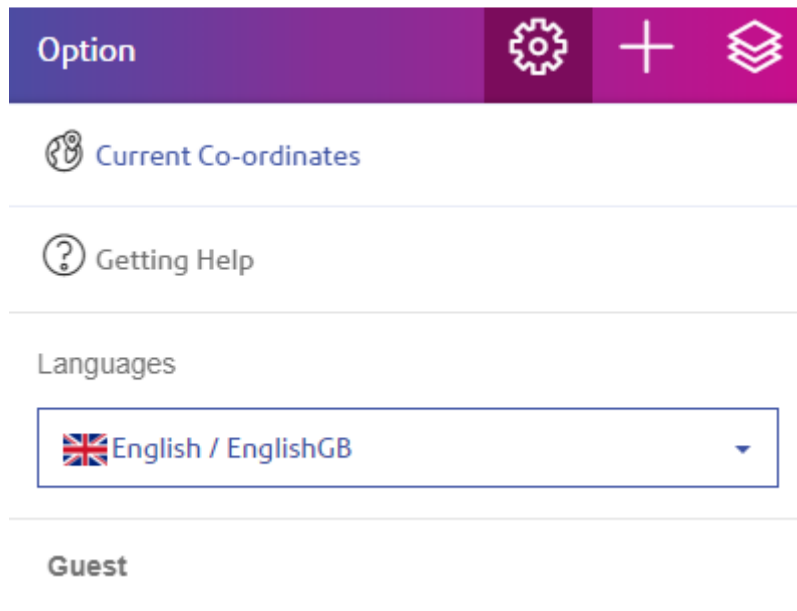 Option
Current Co-ordinates
Getting Help
Languages
English / EnglishGB
Guest